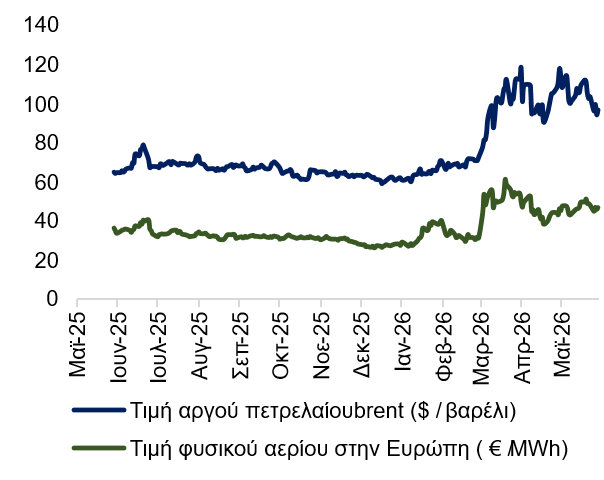 140
120
100
80
60
40
20
0
Μαϊ-25
Ιουν-25
Ιουλ-25
Αυγ-25
Σεπ-25
Οκτ-25
Νοε-25
Δεκ-25
Ιαν-26
Φεβ-26
Μαρ-26
Απρ-26
Μαϊ-26
Τιμή αργού πετρελαίουbrent ($ / βαρέλι)
Τιμή φυσικού αερίου στην Ευρώπη ( € /MWh)